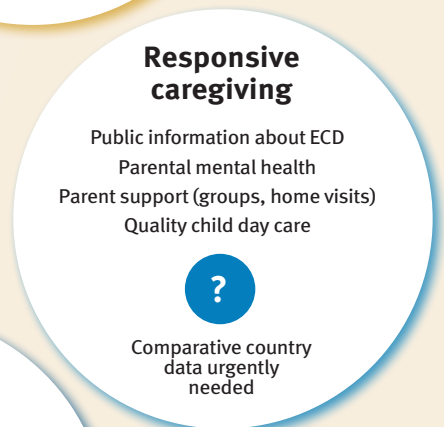 Responsive
caregiving
Public information about ECD
Parental mental health
Parent support (groups, home visits)
Quality child day care
?
Comparative country
data urgently
needed